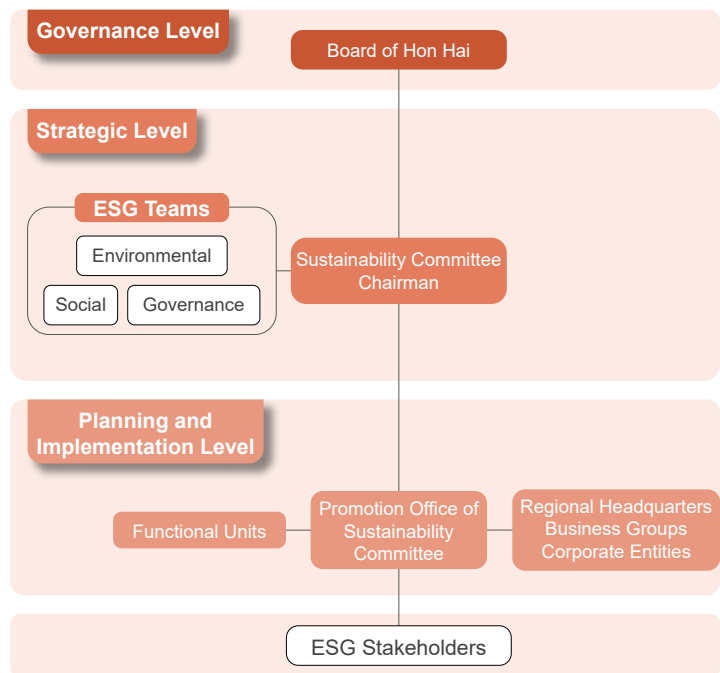 Governance Level
Board of Hon Hai
Strategic Level
ESG Teams
Environmental
Social
Governance
Sustainability Committee
Chairman
Planning and
Implementation Level
Functional Units
Promotion Office of
Sustainability
Committee
Regional Headquarters
Business Groups
Corporate Entities
ESG Stakeholders